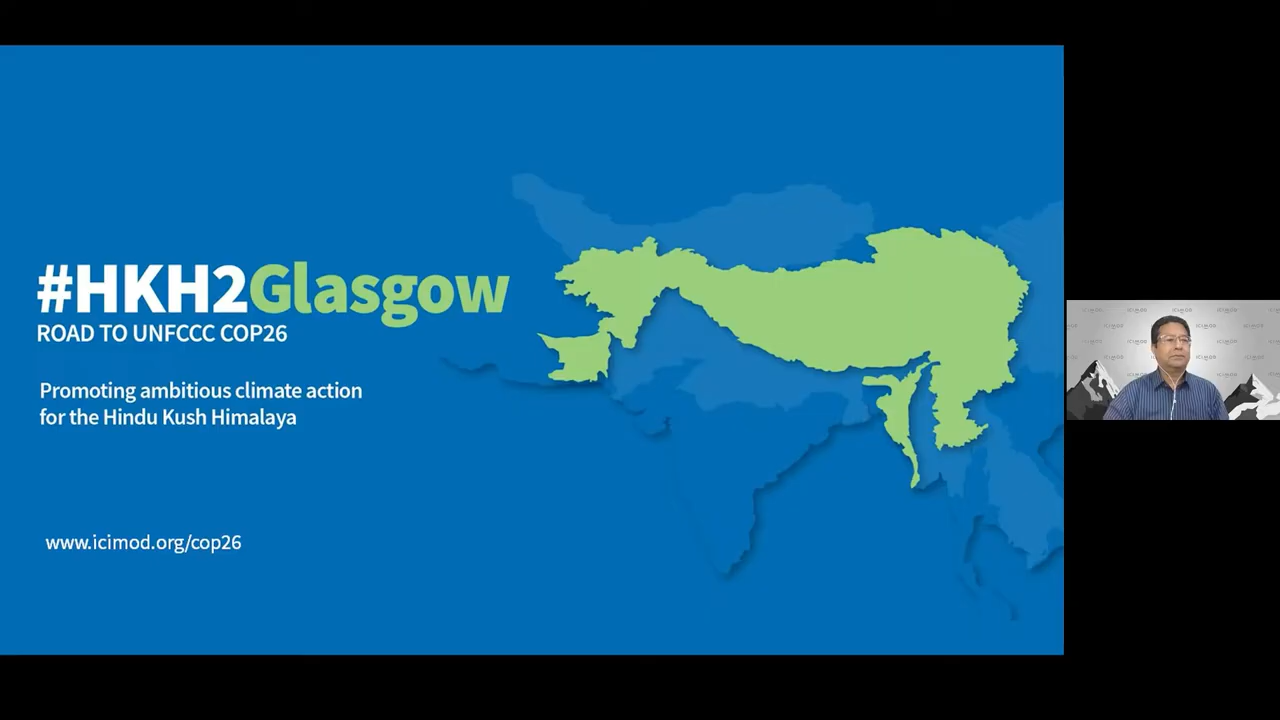 #HKH2Glasgow
ROAD TO UNFCCC COP26
Promoting ambitious climate action
for the Hindu Kush Himalaya
www.icimod.org/cop26